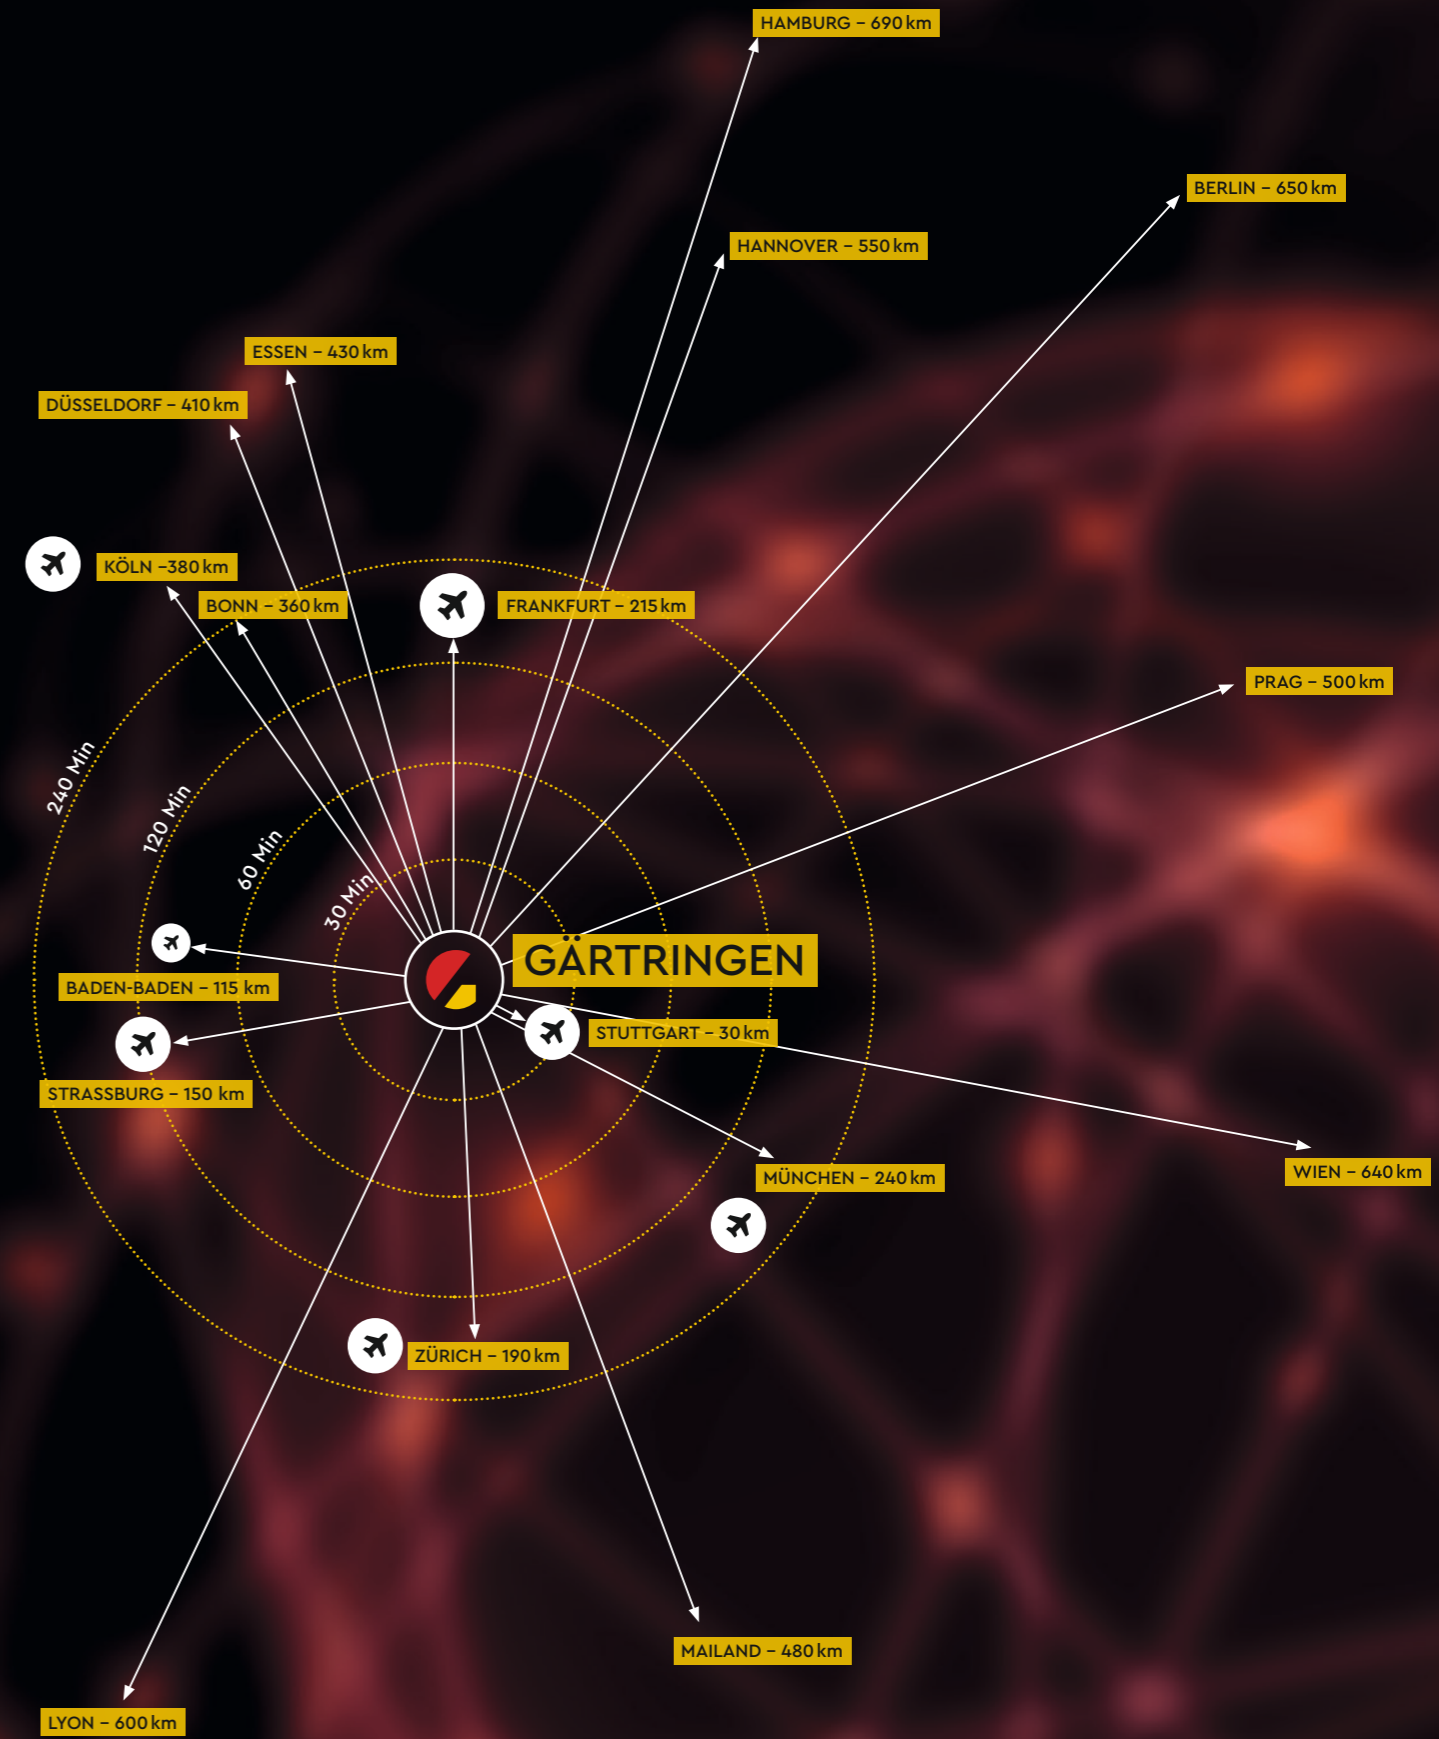 HAMBURG – 690 km
BERLIN – 650 km
HANNOVER – 550 km
ESSEN – 430 km
DÜSSELDORF – 410 km
KÖLN –380 km
BONN – 360 km
FRANKFURT – 215 km
PRAG – 500 km
240 Min
120 Min
60 Min
30 Min
GÄRTRINGEN
BADEN-BADEN – 115 km
STUTTGART – 30 km
STRASSBURG – 150 km
MÜNCHEN – 240 km
WIEN – 640 km
ZÜRICH – 190 km
MAILAND – 480 km
LYON – 600 km